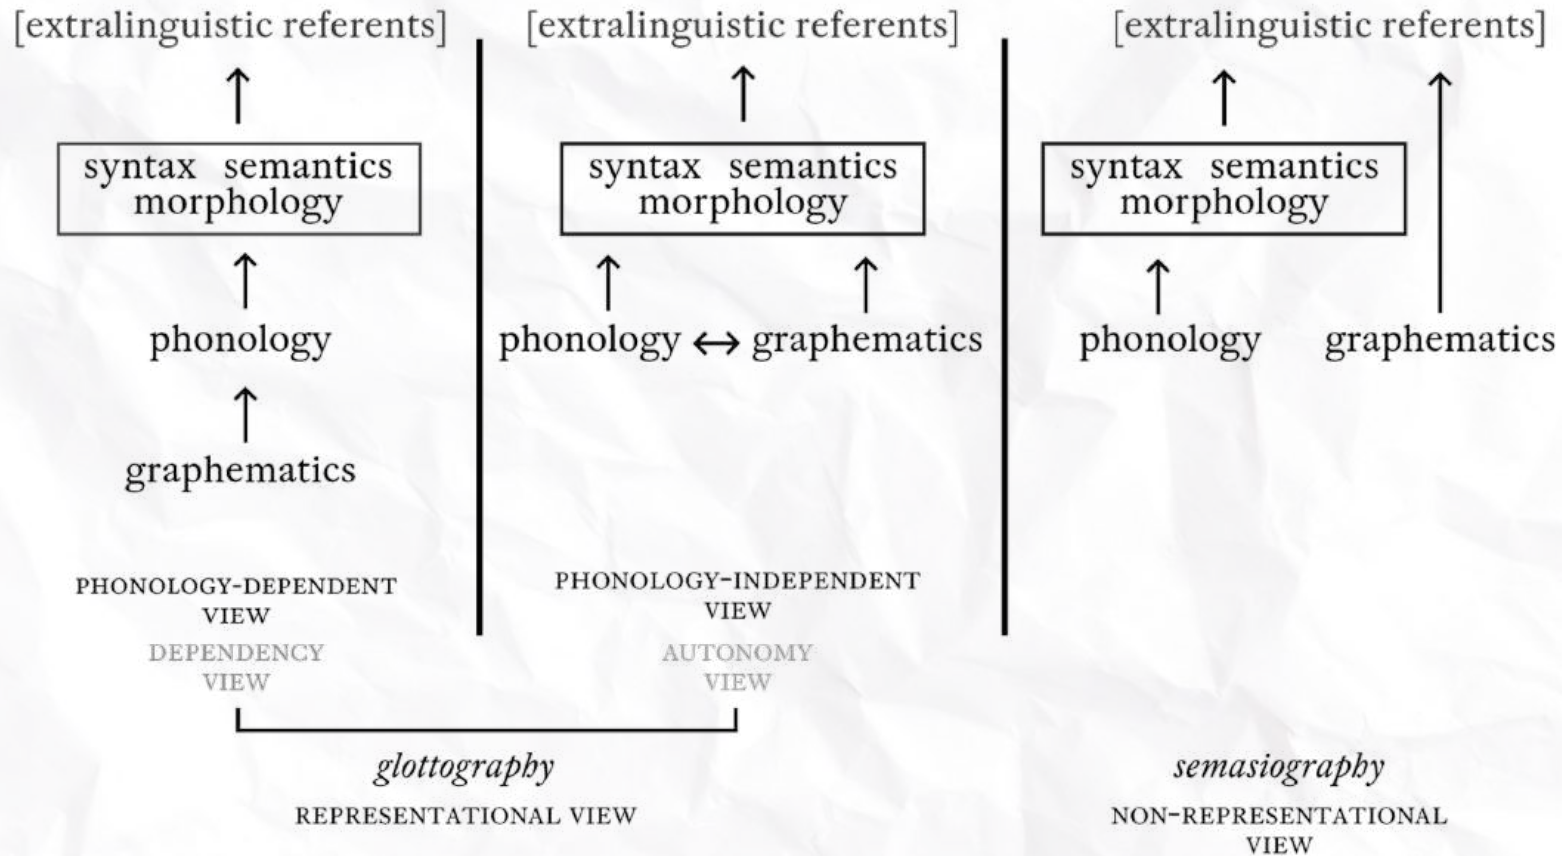 [extralinguistic referents]
syntax semantics
morphology
phonology
graphematics
PHONOLOGY-DEPENDENT
VIEW
DEPENDENCY
VIEW
[extralinguistic referents]
syntax semantics
morphology
phonology ↔ graphematics
PHONOLOGY-INDEPENDENT
VIEW
AUTONOMY
VIEW
glottography
REPRESENTATIONAL VIEW
[extralinguistic referents]
syntax semantics
morphology
phonology graphematics
semasiography
NON-REPRESENTATIONAL
VIEW